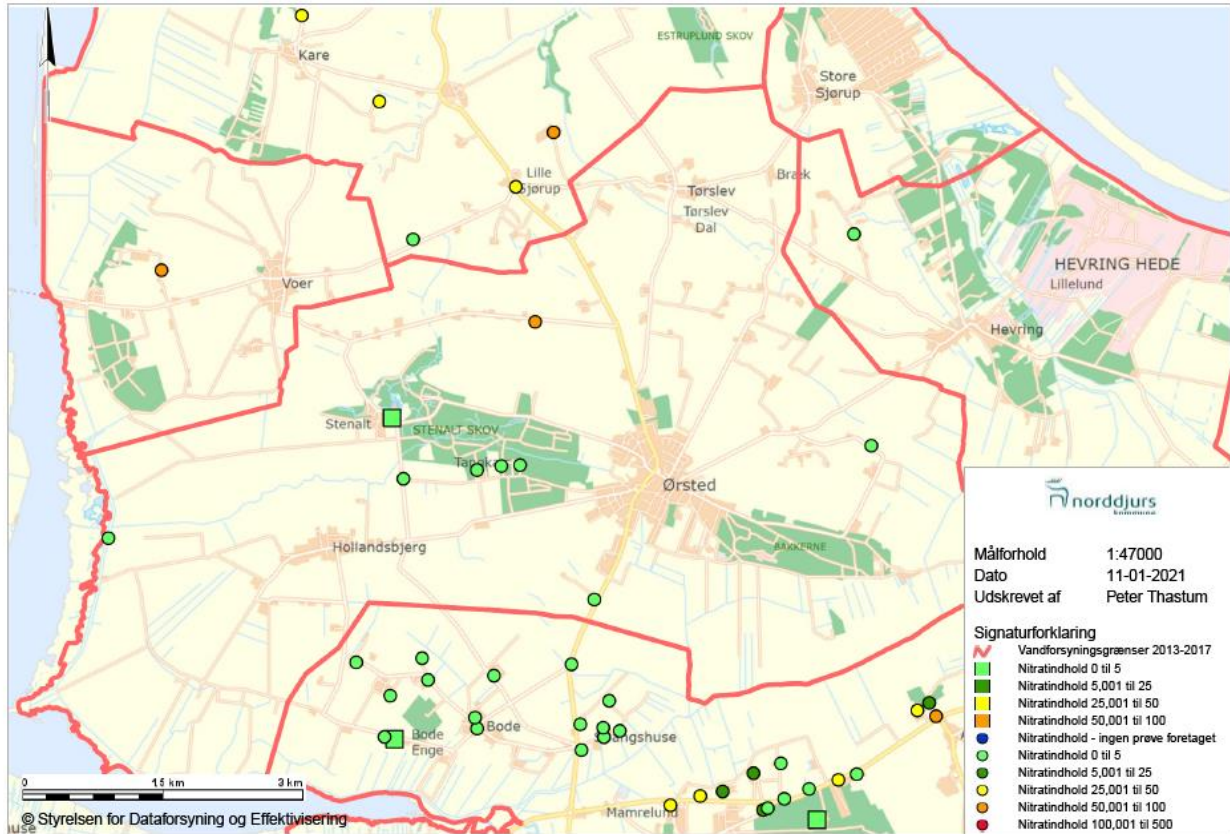 ESTRUPLUND SKOV
Kare
Store
Sjørup
Lille
Sjørup
Tørslev
Bræk
Tørslev
Dal
HEVRING HEDE
Lillelund
Voer
Hevring
Stenalt
STENALT SKOV
Ørsted
Hollandsbjerg
BAKKERNE
Bode
Bode
Enge
Mamrelund
norddjurs
kommune
Målforhold 1:47000
Dato 11-01-2021
Udskrevet af Peter Thastum
Signaturforklaring
Vandforsyningsgrænser 2013-2017
Nitratindhold 0 til 5
Nitratindhold 5,001 til 25
Nitratindhold 25,001 til 50
Nitratindhold 50,001 til 100
Nitratindhold - ingen prøve foretaget
Nitratindhold 0 til 5
Nitratindhold 5,001 til 25
Nitratindhold 25,001 til 50
Nitratindhold 50,001 til 100
Nitratindhold 100,001 til 500
0 1.5 km 3 km
© Styrelsen for Dataforsyning og Effektivisering